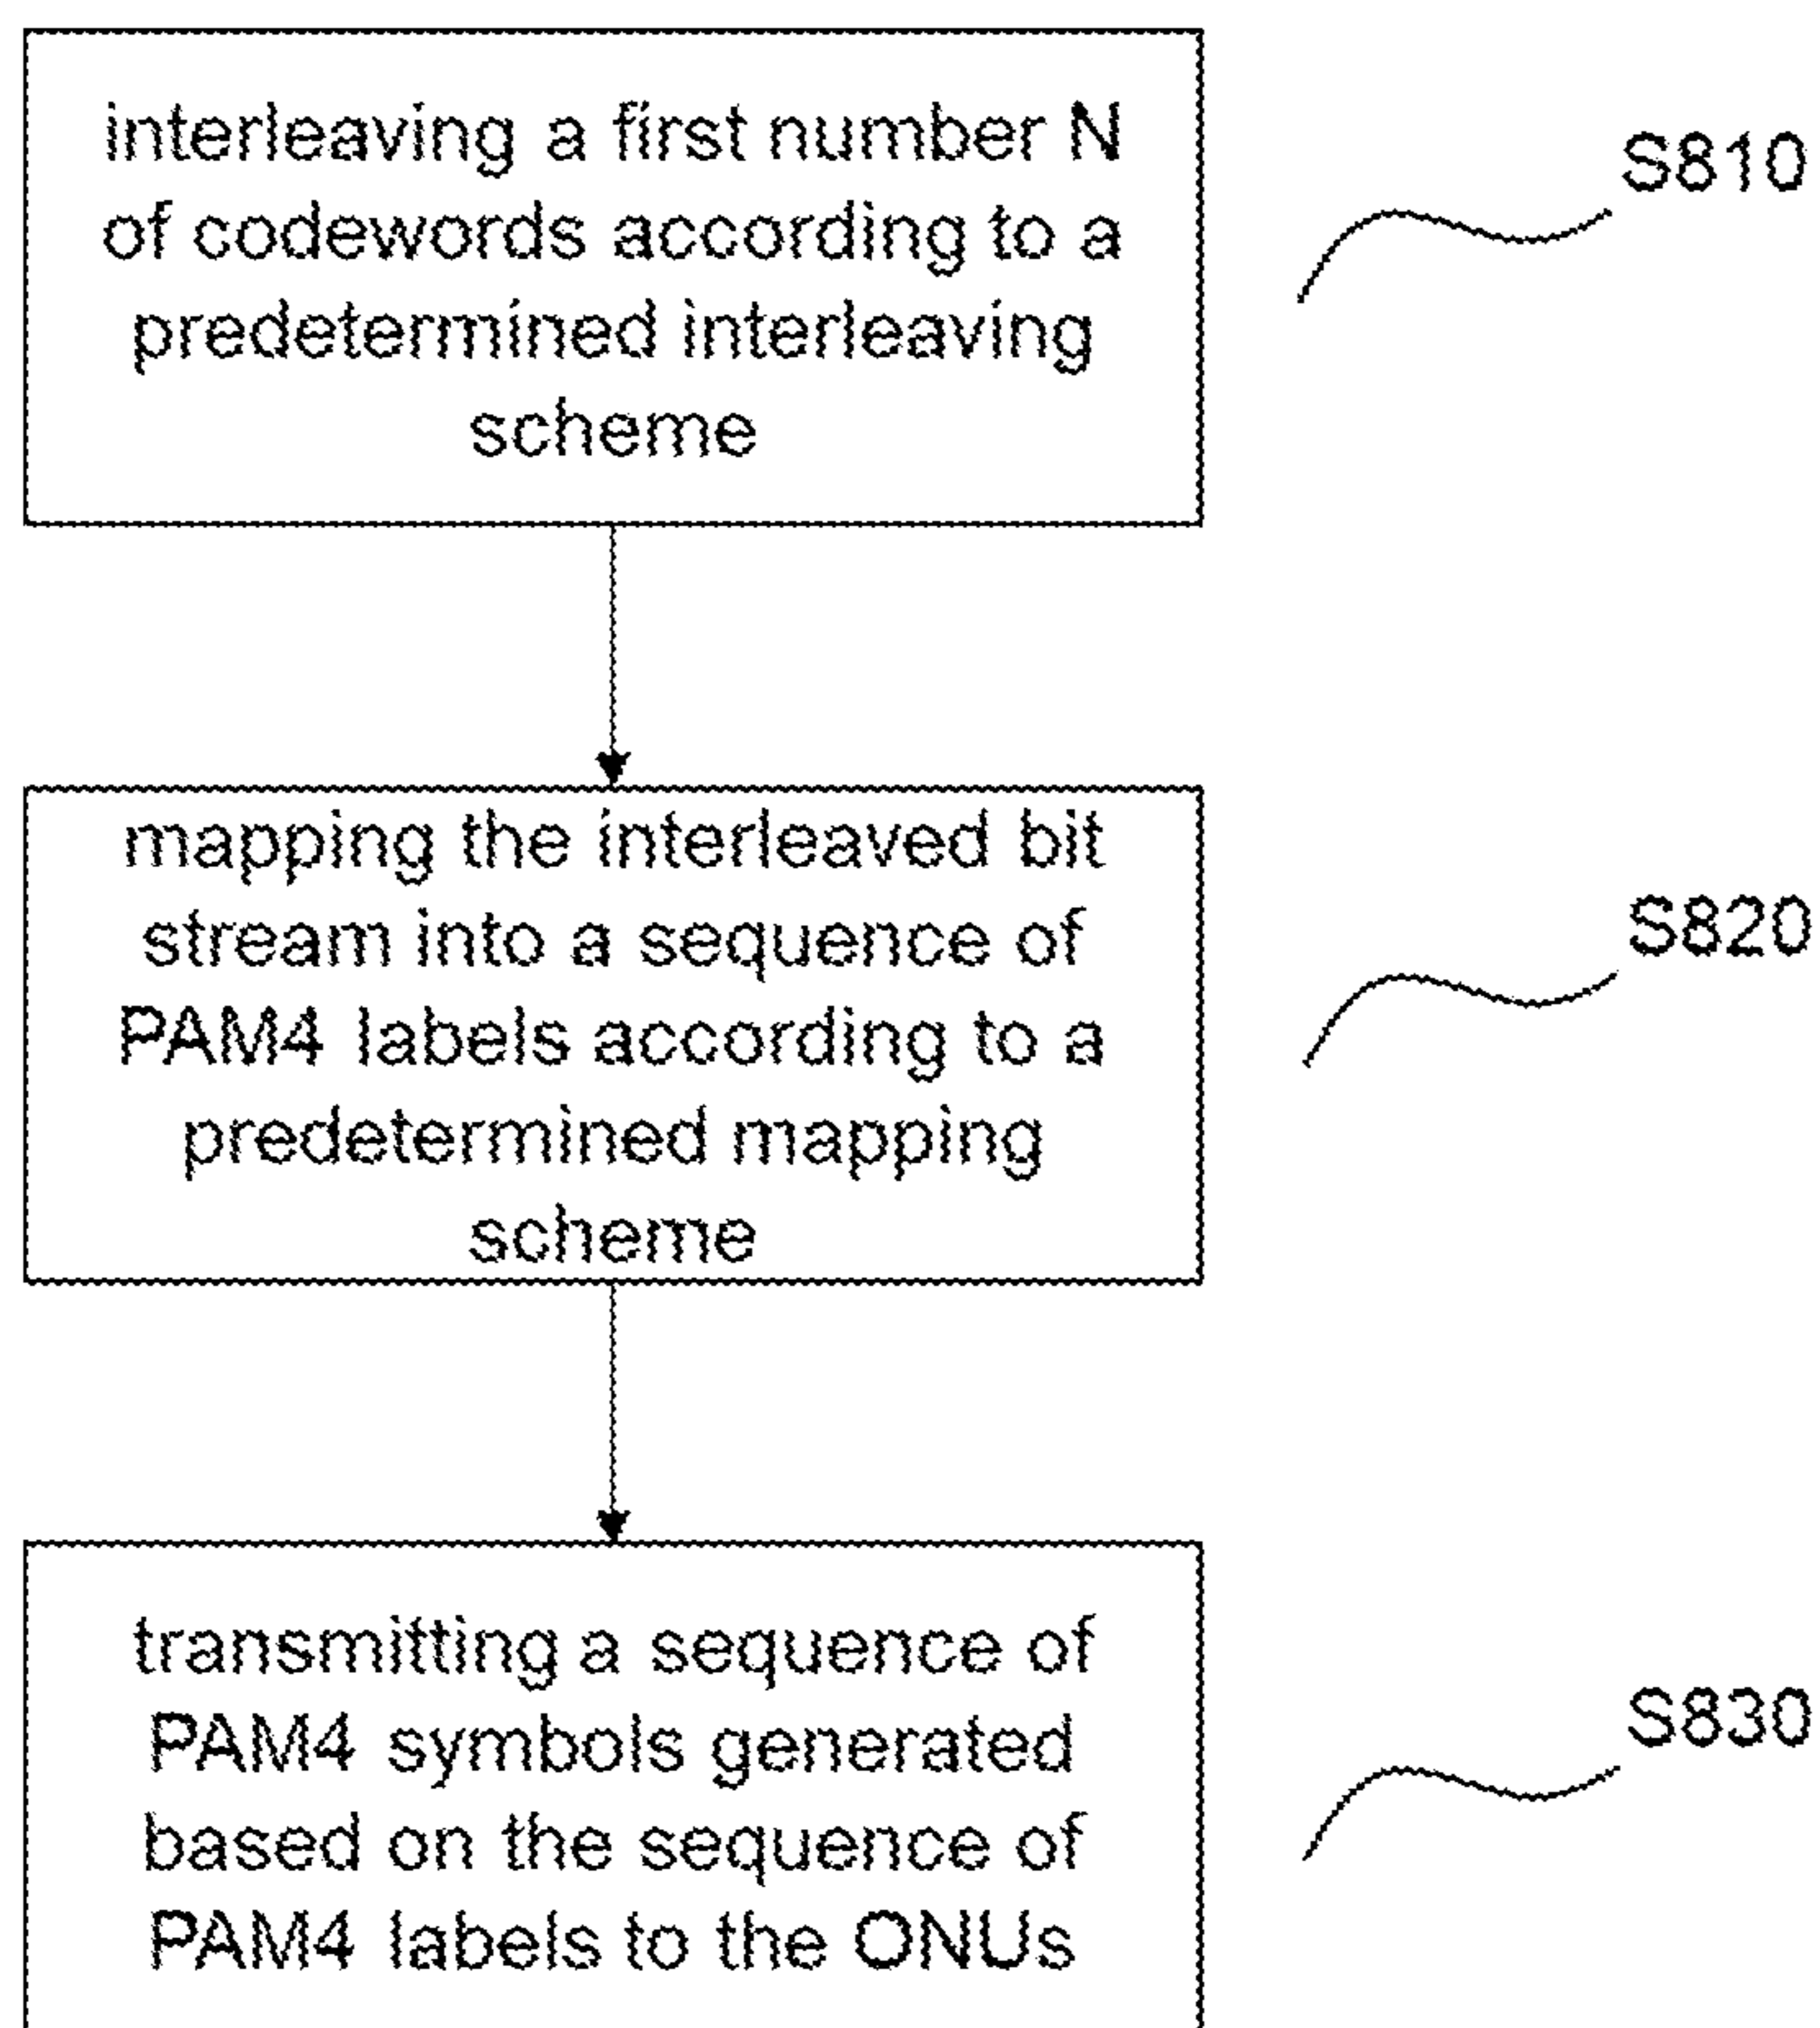 interleaving a first number N
of codewords according to a
predetermined interleaving
scheme
S810
mapping the interleaved bit
stream into a sequence of
PAM4 labels according to a
predetermined mapping
scheme
S820
transmitting a sequence of
PAM4 symbols generated
based on the sequence of
PAM4 labels to the ONUs
S830